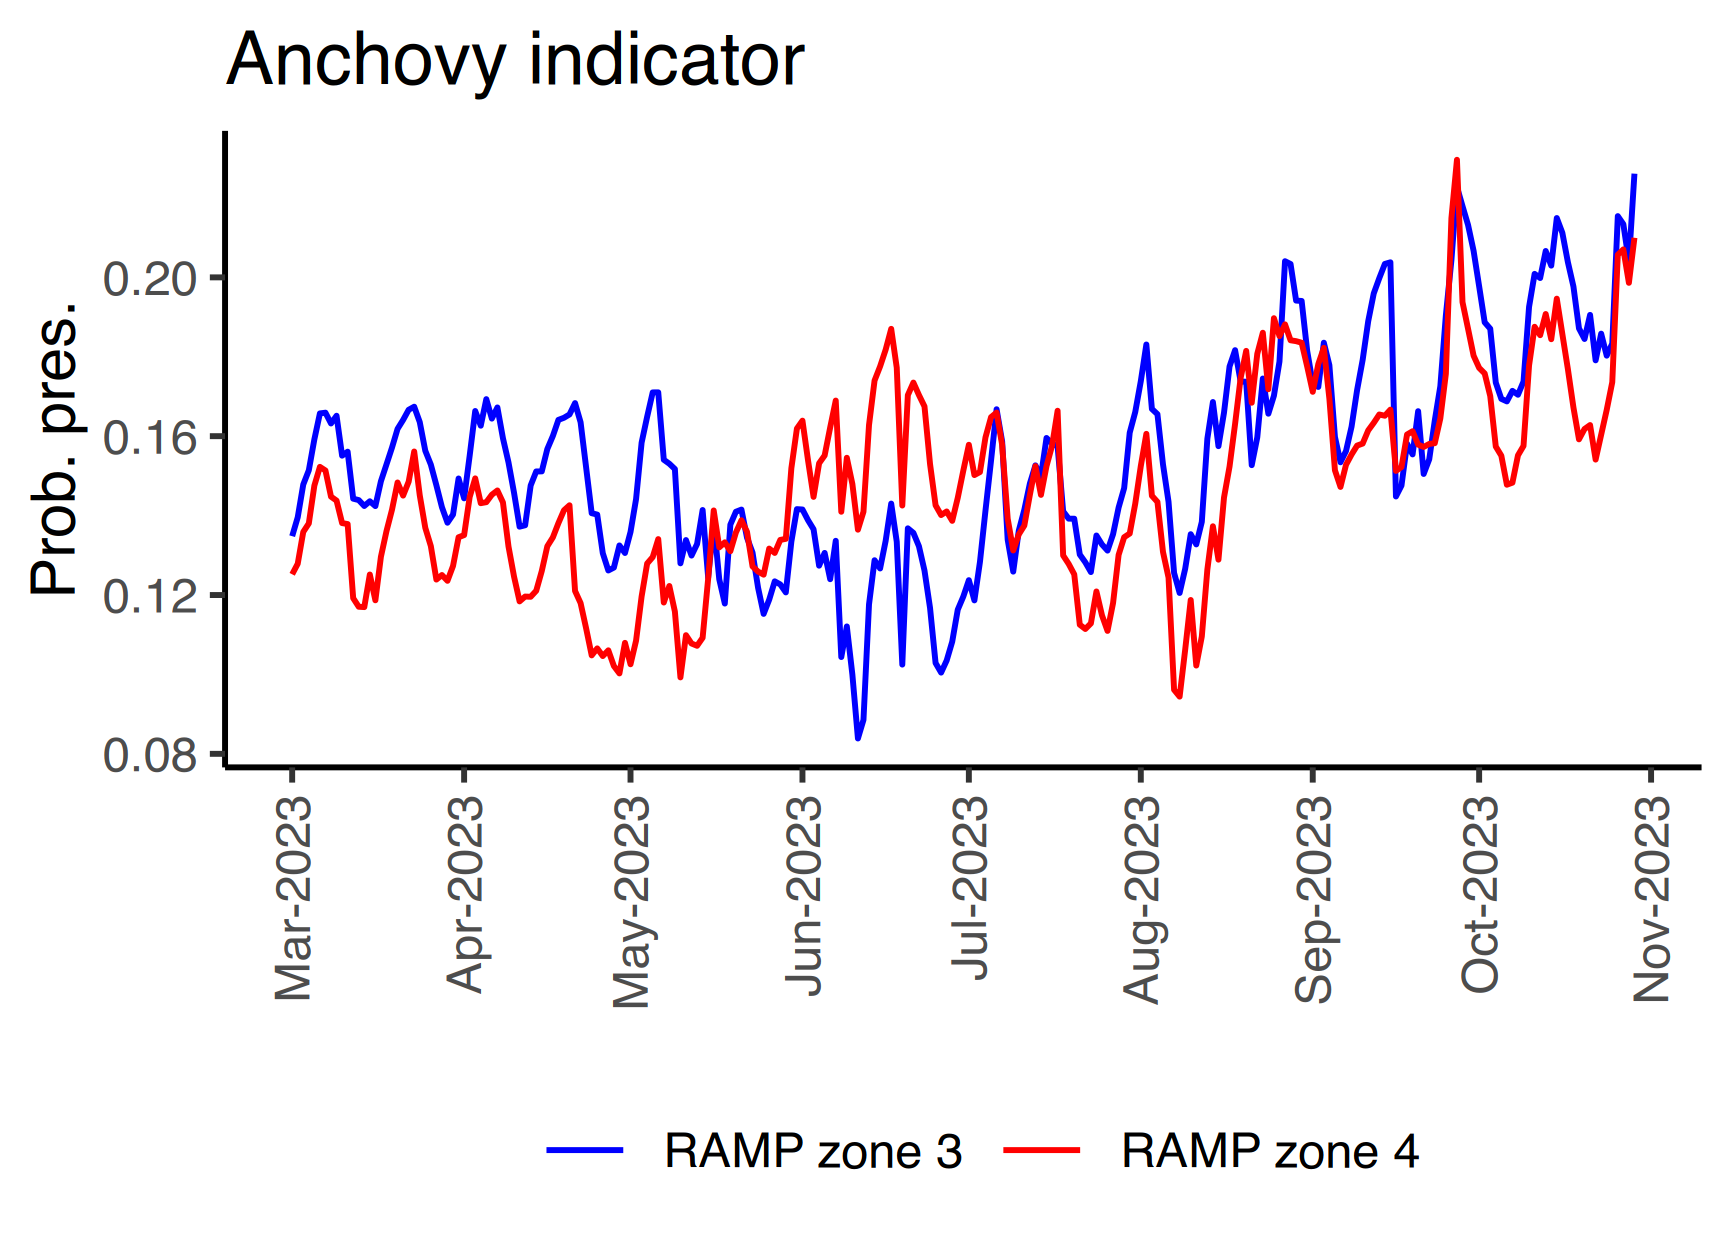 Anchovy indicator
Prob. pres.
0.20
0.16
0.12
0.08
Mar-2023
Apr-2023
May-2023
Jun-2023
Jul-2023
Aug-2023
Sep-2023
Oct-2023
Nov-2023
RAMP zone 3
RAMP zone 4